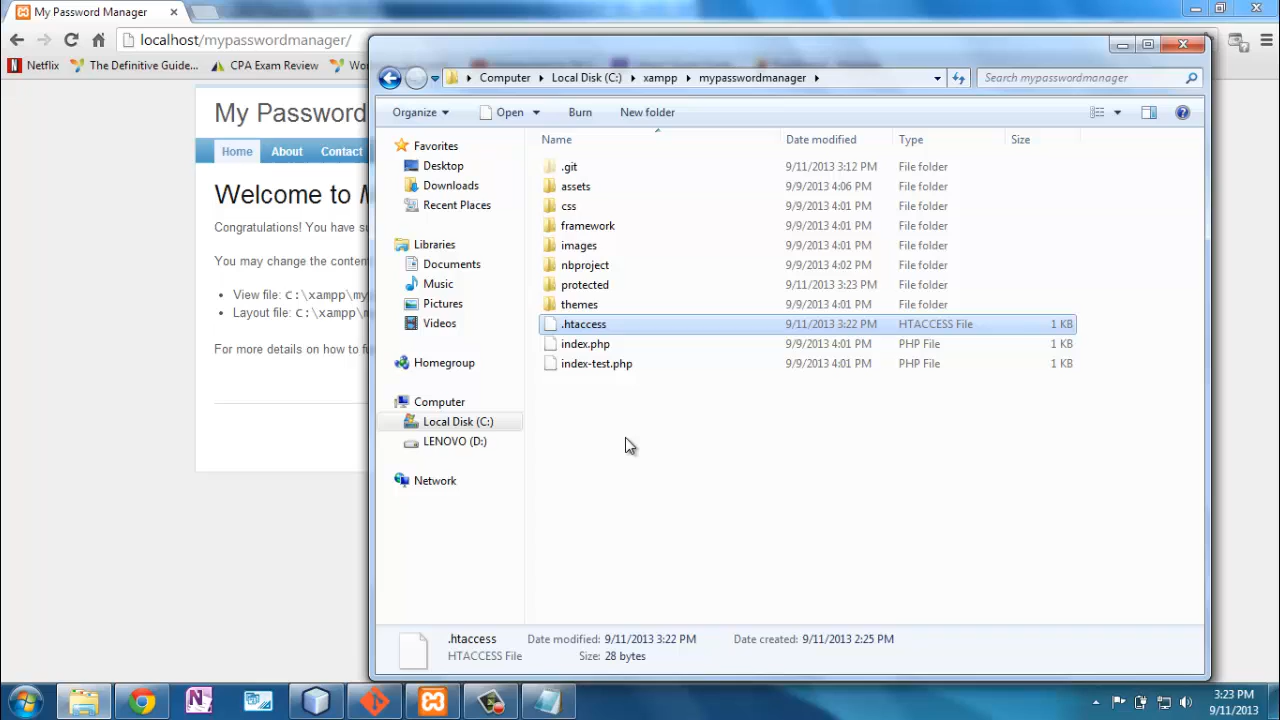 My Password Manager
localhost/mypasswordmanager/
Netflix The Definitive Guide... CPA Exam Review
My Password
Home About Contact
Welcome to
Congratulations! You have
You may change the conten
• View file: C:\xampp\my
• Layout file: C:\xampp\m
For more details on how to
Computer Local Disk (C:) xampp mypasswordmanager
Search mypasswordmanager
Organize Open Burn New folder
Favorites
Desktop
Downloads
Recent Places
Libraries
Documents
Music
Pictures
Videos
Homegroup
Computer
Local Disk (C:)
LENOVO (D:)
Network
Name Date modified Type Size
.git 9/11/2013 3:12 PM File folder
assets 9/9/2013 4:06 PM File folder
css 9/9/2013 4:01 PM File folder
framework 9/9/2013 4:01 PM File folder
images 9/9/2013 4:01 PM File folder
nbproject 9/9/2013 4:02 PM File folder
protected 9/11/2013 3:23 PM File folder
themes 9/9/2013 4:01 PM File folder
.htaccess 9/11/2013 3:22 PM HTACCESS File 1 KB
index.php 9/9/2013 4:01 PM PHP File 1 KB
index-test.php 9/9/2013 4:01 PM PHP File 1 KB
.htaccess Date modified: 9/11/2013 3:22 PM Date created: 9/11/2013 2:25 PM
HTACCESS File Size: 28 bytes
3:23 PM
9/11/2013